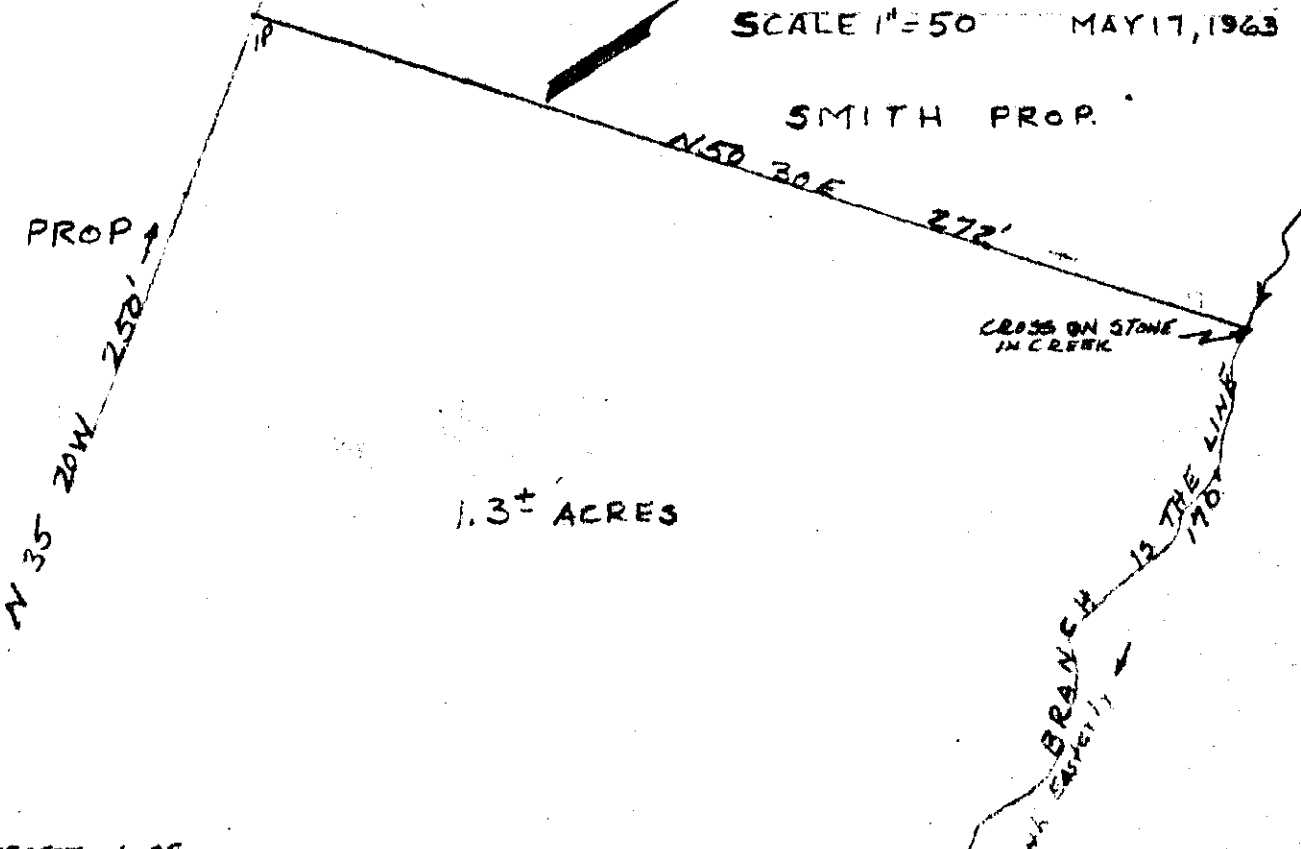 SCALE 1"=50 MAY 17, 1963
SMITH PROP.
IP
N50 30E 272'
PROP
N 35 20W 250'
CROSS ON STONE
IN CREEK
BRANCH IS THE LINE
170'
1.3± ACRES
Easterly